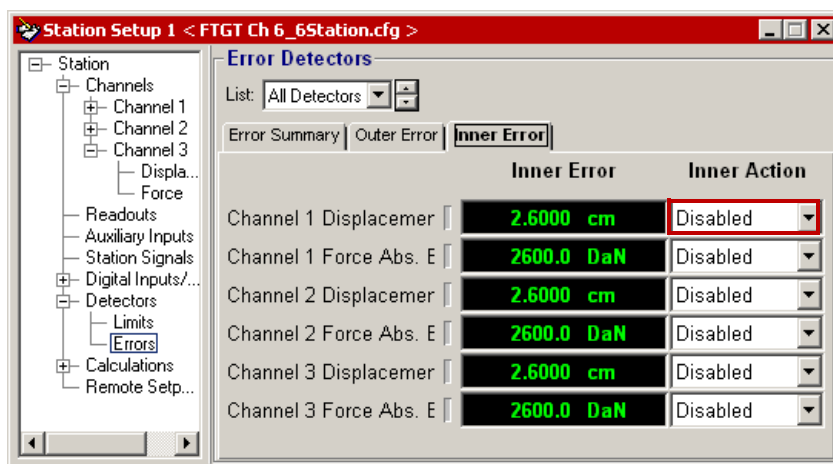 Station Setup 1 < FTGT Ch 6_6Station.cfg >
Station
Channels
Channel 1
Channel 2
Channel 3
Displa...
Force
Readouts
Auxiliary Inputs
Station Signals
Digital Inputs/...
Detectors
Limits
Errors
Calculations
Remote Setp...
Error Detectors
List: All Detectors
Error Summary Outer Error Inner Error
Inner Error Inner Action
Channel 1 Displacemer 2.6000 cm Disabled
Channel 1 Force Abs. E 2600.0 DaN Disabled
Channel 2 Displacemer 2.6000 cm Disabled
Channel 2 Force Abs. E 2600.0 DaN Disabled
Channel 3 Displacemer 2.6000 cm Disabled
Channel 3 Force Abs. E 2600.0 DaN Disabled